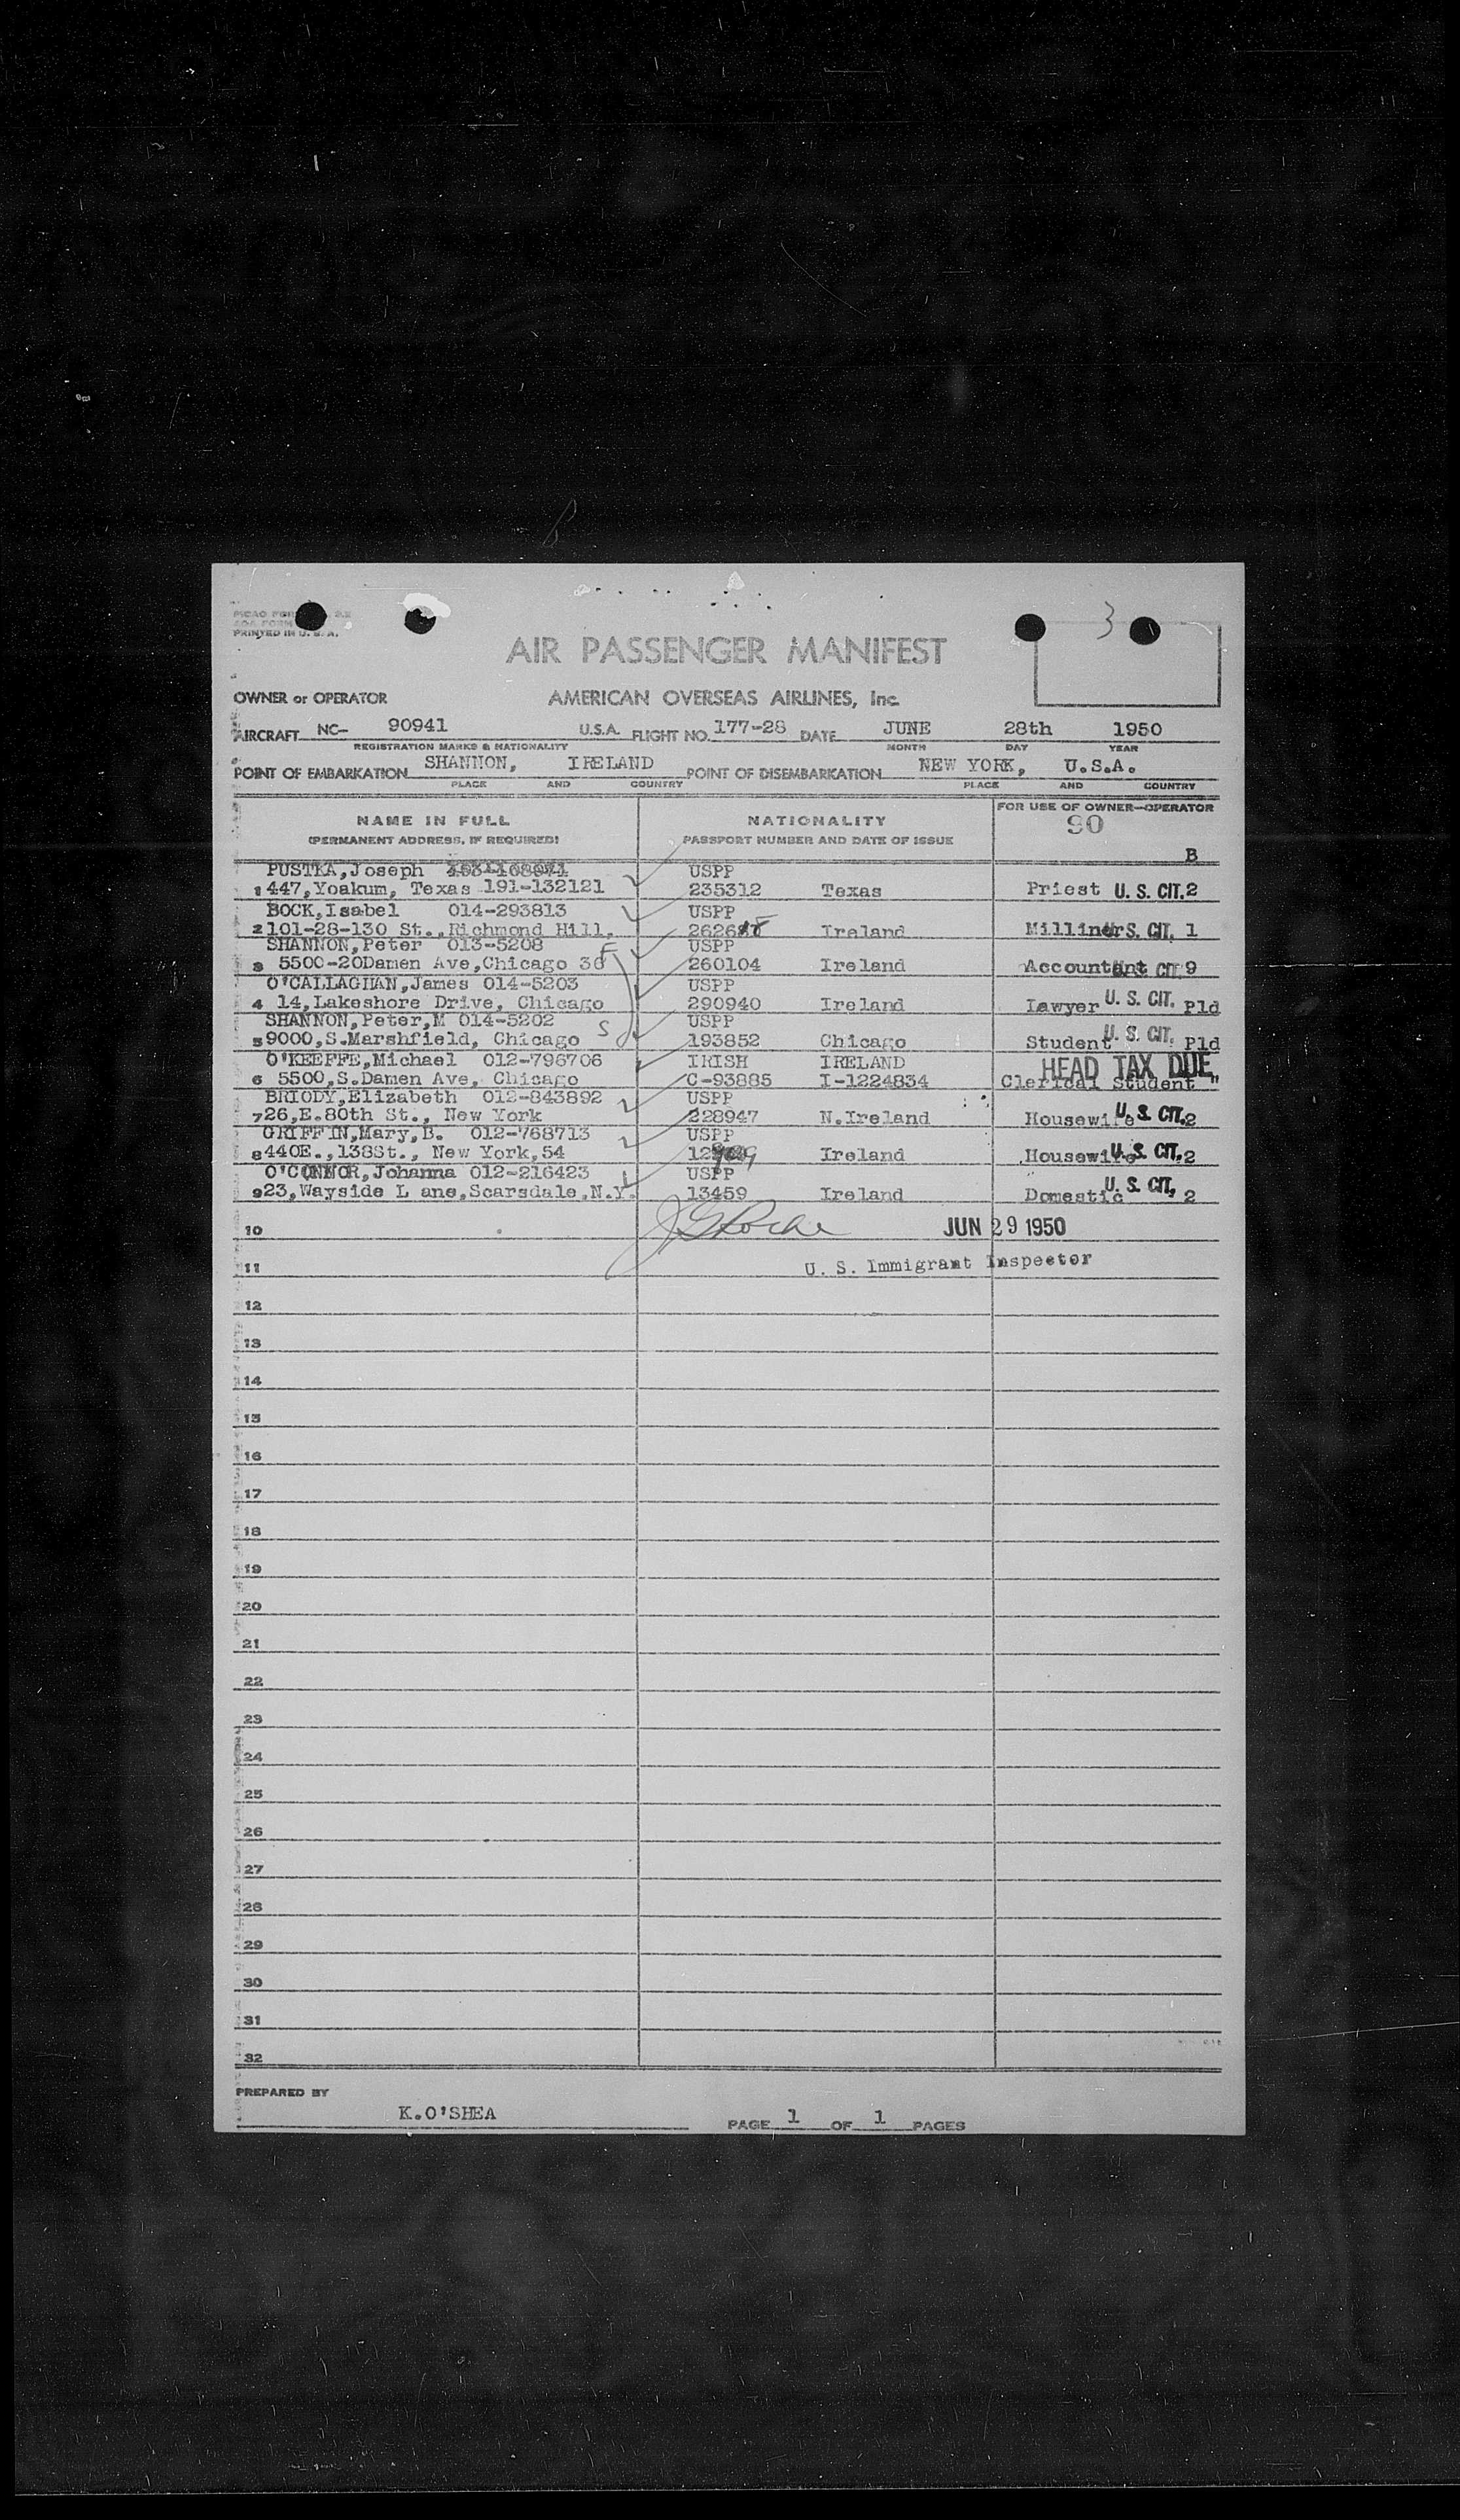 3
PRINTED IN U. S. A.
AIR PASSENGER MANIFEST
OWNER or OPERATOR AMERICAN OVERSEAS AIRLINES, Inc.
AIRCRAFT NC- 90941 U.S.A. FLIGHT NO. 177-28 DATE JUNE 28th 1950
REGISTRATION MARKS & NATIONALITY MONTH DAY YEAR
POINT OF EMBARKATION SHANNON, IRELAND POINT OF DISEMBARKATION NEW YORK, U.S.A.
PLACE AND COUNTRY PLACE AND COUNTRY
NAME IN FULL NATIONALITY FOR USE OF OWNER—OPERATOR
(PERMANENT ADDRESS, IF REQUIRED) PASSPORT NUMBER AND DATE OF ISSUE 90
B
PUSTKA,Joseph USPP
1 447,Yoakum, Texas 191-132121 235312 Texas Priest U. S. CIT. 2
BOCK,Isabel 014-293813 USPP
2 101-28-130 St.,Richmond Hill. Ireland Milliner U. S. CIT. 1
SHANNON,Peter 013-5208 F USPP
3 5500-20Damen Ave,Chicago 36 260104 Ireland Accountant U. S. CIT. 9
O'CALLAGHAN,James 014-5203 USPP
4 14,Lakeshore Drive, Chicago 290940 Ireland Lawyer U. S. CIT. Pld
SHANNON,Peter,M 014-5202 S USPP
5 9000,S.Marshfield, Chicago 193852 Chicago Student U. S. CIT. Pld
O'KEEFFE,Michael 012-796706 IRISH IRELAND HEAD TAX DUE
6 5500,S.Damen Ave, Chicago C-93885 I-1224834 Clerical Student "
BRIODY,Elizabeth 012-843892 USPP
7 26,E.80th St., New York 228947 N.Ireland Housewife U. S. CIT. 2
GRIFFIN,Mary,B. 012-768713 USPP
8 440E.,138St., New York,54 Ireland Housewife U. S. CIT. 2
O'CONNOR,Johanna 012-216423 USPP
9 23,Wayside L ane,Scarsdale,N.Y. 13459 Ireland Domestic U. S. CIT. 2
10 JUN 29 1950
11 U. S. Immigrant Inspector
12
13
14
15
16
17
18
19
20
21
22
23
24
25
26
27
28
29
30
31
32
PREPARED BY
K.O'SHEA
PAGE 1 OF 1 PAGES